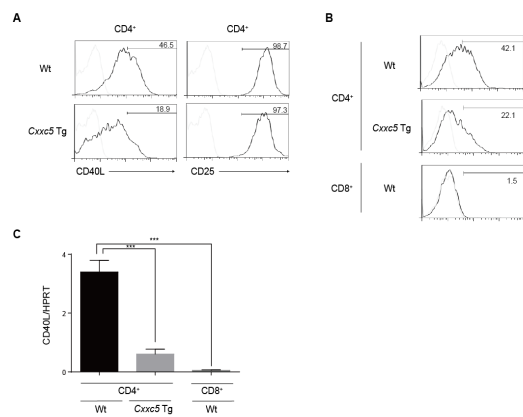 A
CD4⁺ CD4⁺
Wt 46.5 98.7
Cxxc5 Tg 18.9 97.3
CD40L CD25
B
CD4⁺
Wt 42.1
Cxxc5 Tg 22.1
CD8⁺ Wt 1.5
C
CD40L/HPRT
4
2
0
***
***
CD4⁺ CD8⁺
Wt Cxxc5 Tg Wt